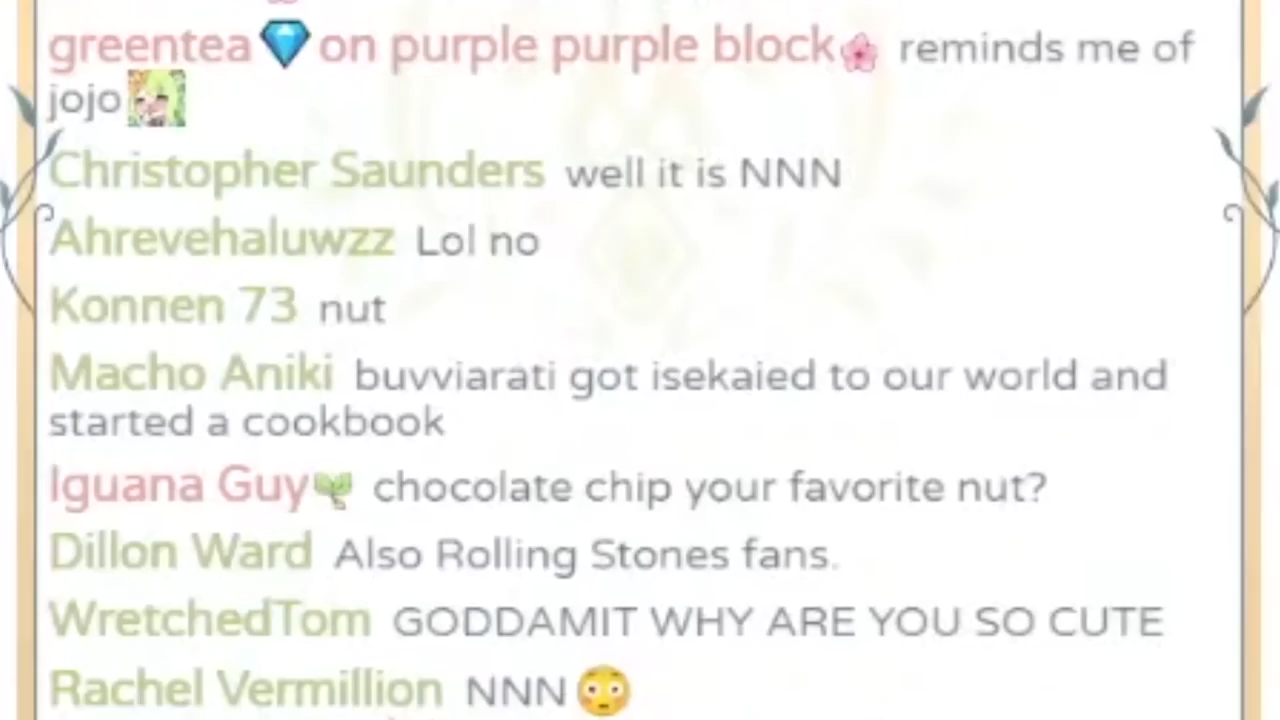 greentea💎on purple purple block🌸 reminds me of
jojo
Christopher Saunders well it is NNN
Ahrevehaluwzz Lol no
Konnen 73 nut
Macho Aniki buvviarati got isekaied to our world and
started a cookbook
Iguana Guy🌱 chocolate chip your favorite nut?
Dillon Ward Also Rolling Stones fans.
WretchedTom GODDAMIT WHY ARE YOU SO CUTE
Rachel Vermillion NNN😳